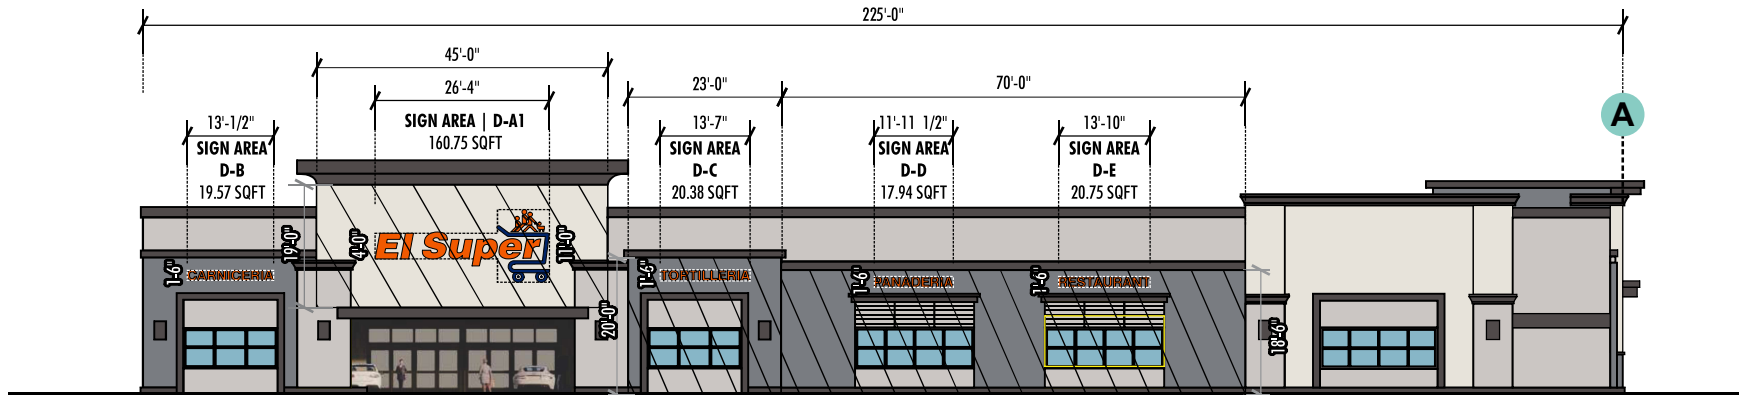 225'-0"
45'-0"
26'-4"
23'-0"
70'-0"
13'-1/2"
SIGN AREA
D-B
19.57 SQFT
SIGN AREA | D-A1
160.75 SQFT
13'-7"
SIGN AREA
D-C
20.38 SQFT
11'-11 1/2"
SIGN AREA
D-D
17.94 SQFT
13'-10"
SIGN AREA
D-E
20.75 SQFT
A
19'-0"
4'-0"
El Super
11'-0"
1'-6"
CARNICERIA
1'-6"
TORTILLERIA
1'-6"
PANADERIA
1'-6"
RESTAURANT
20'-0"
18'-6"